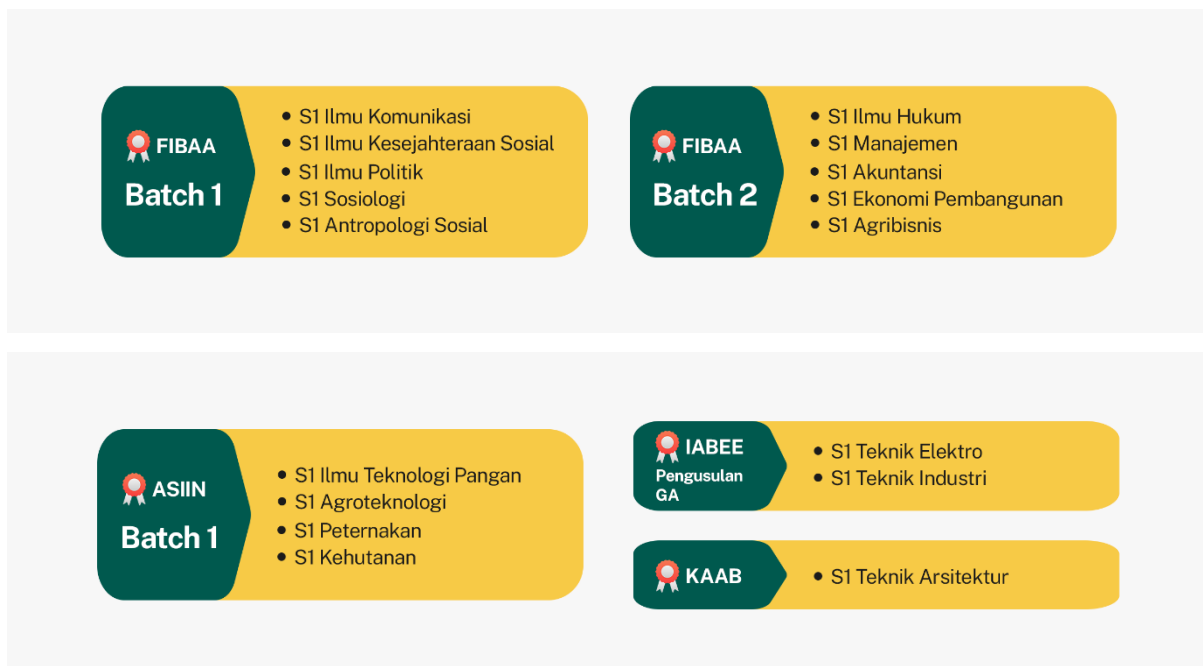 FIBAA
Batch 1
S1 Ilmu Komunikasi
S1 Ilmu Kesejahteraan Sosial
S1 Ilmu Politik
S1 Sosiologi
S1 Antropologi Sosial
FIBAA
Batch 2
S1 Ilmu Hukum
S1 Manajemen
S1 Akuntansi
S1 Ekonomi Pembangunan
S1 Agribisnis
ASIIN
Batch 1
S1 Ilmu Teknologi Pangan
S1 Agroteknologi
S1 Peternakan
S1 Kehutanan
IABEE
Pengusulan
GA
S1 Teknik Elektro
S1 Teknik Industri
KAAB
S1 Teknik Arsitektur